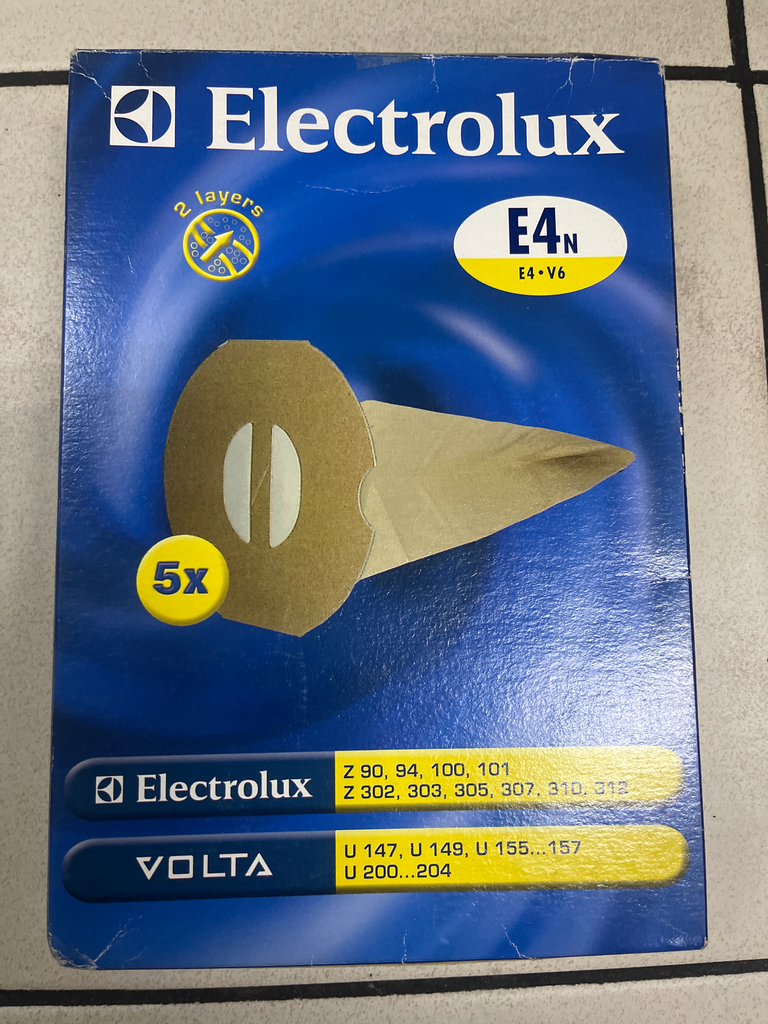 Electrolux
2 layers
E4N
E4•V6
5x
Electrolux
Z 90, 94, 100, 101
Z 302, 303, 305, 307, 310, 312
VOLTA
U 147, U 149, U 155...157
U 200...204